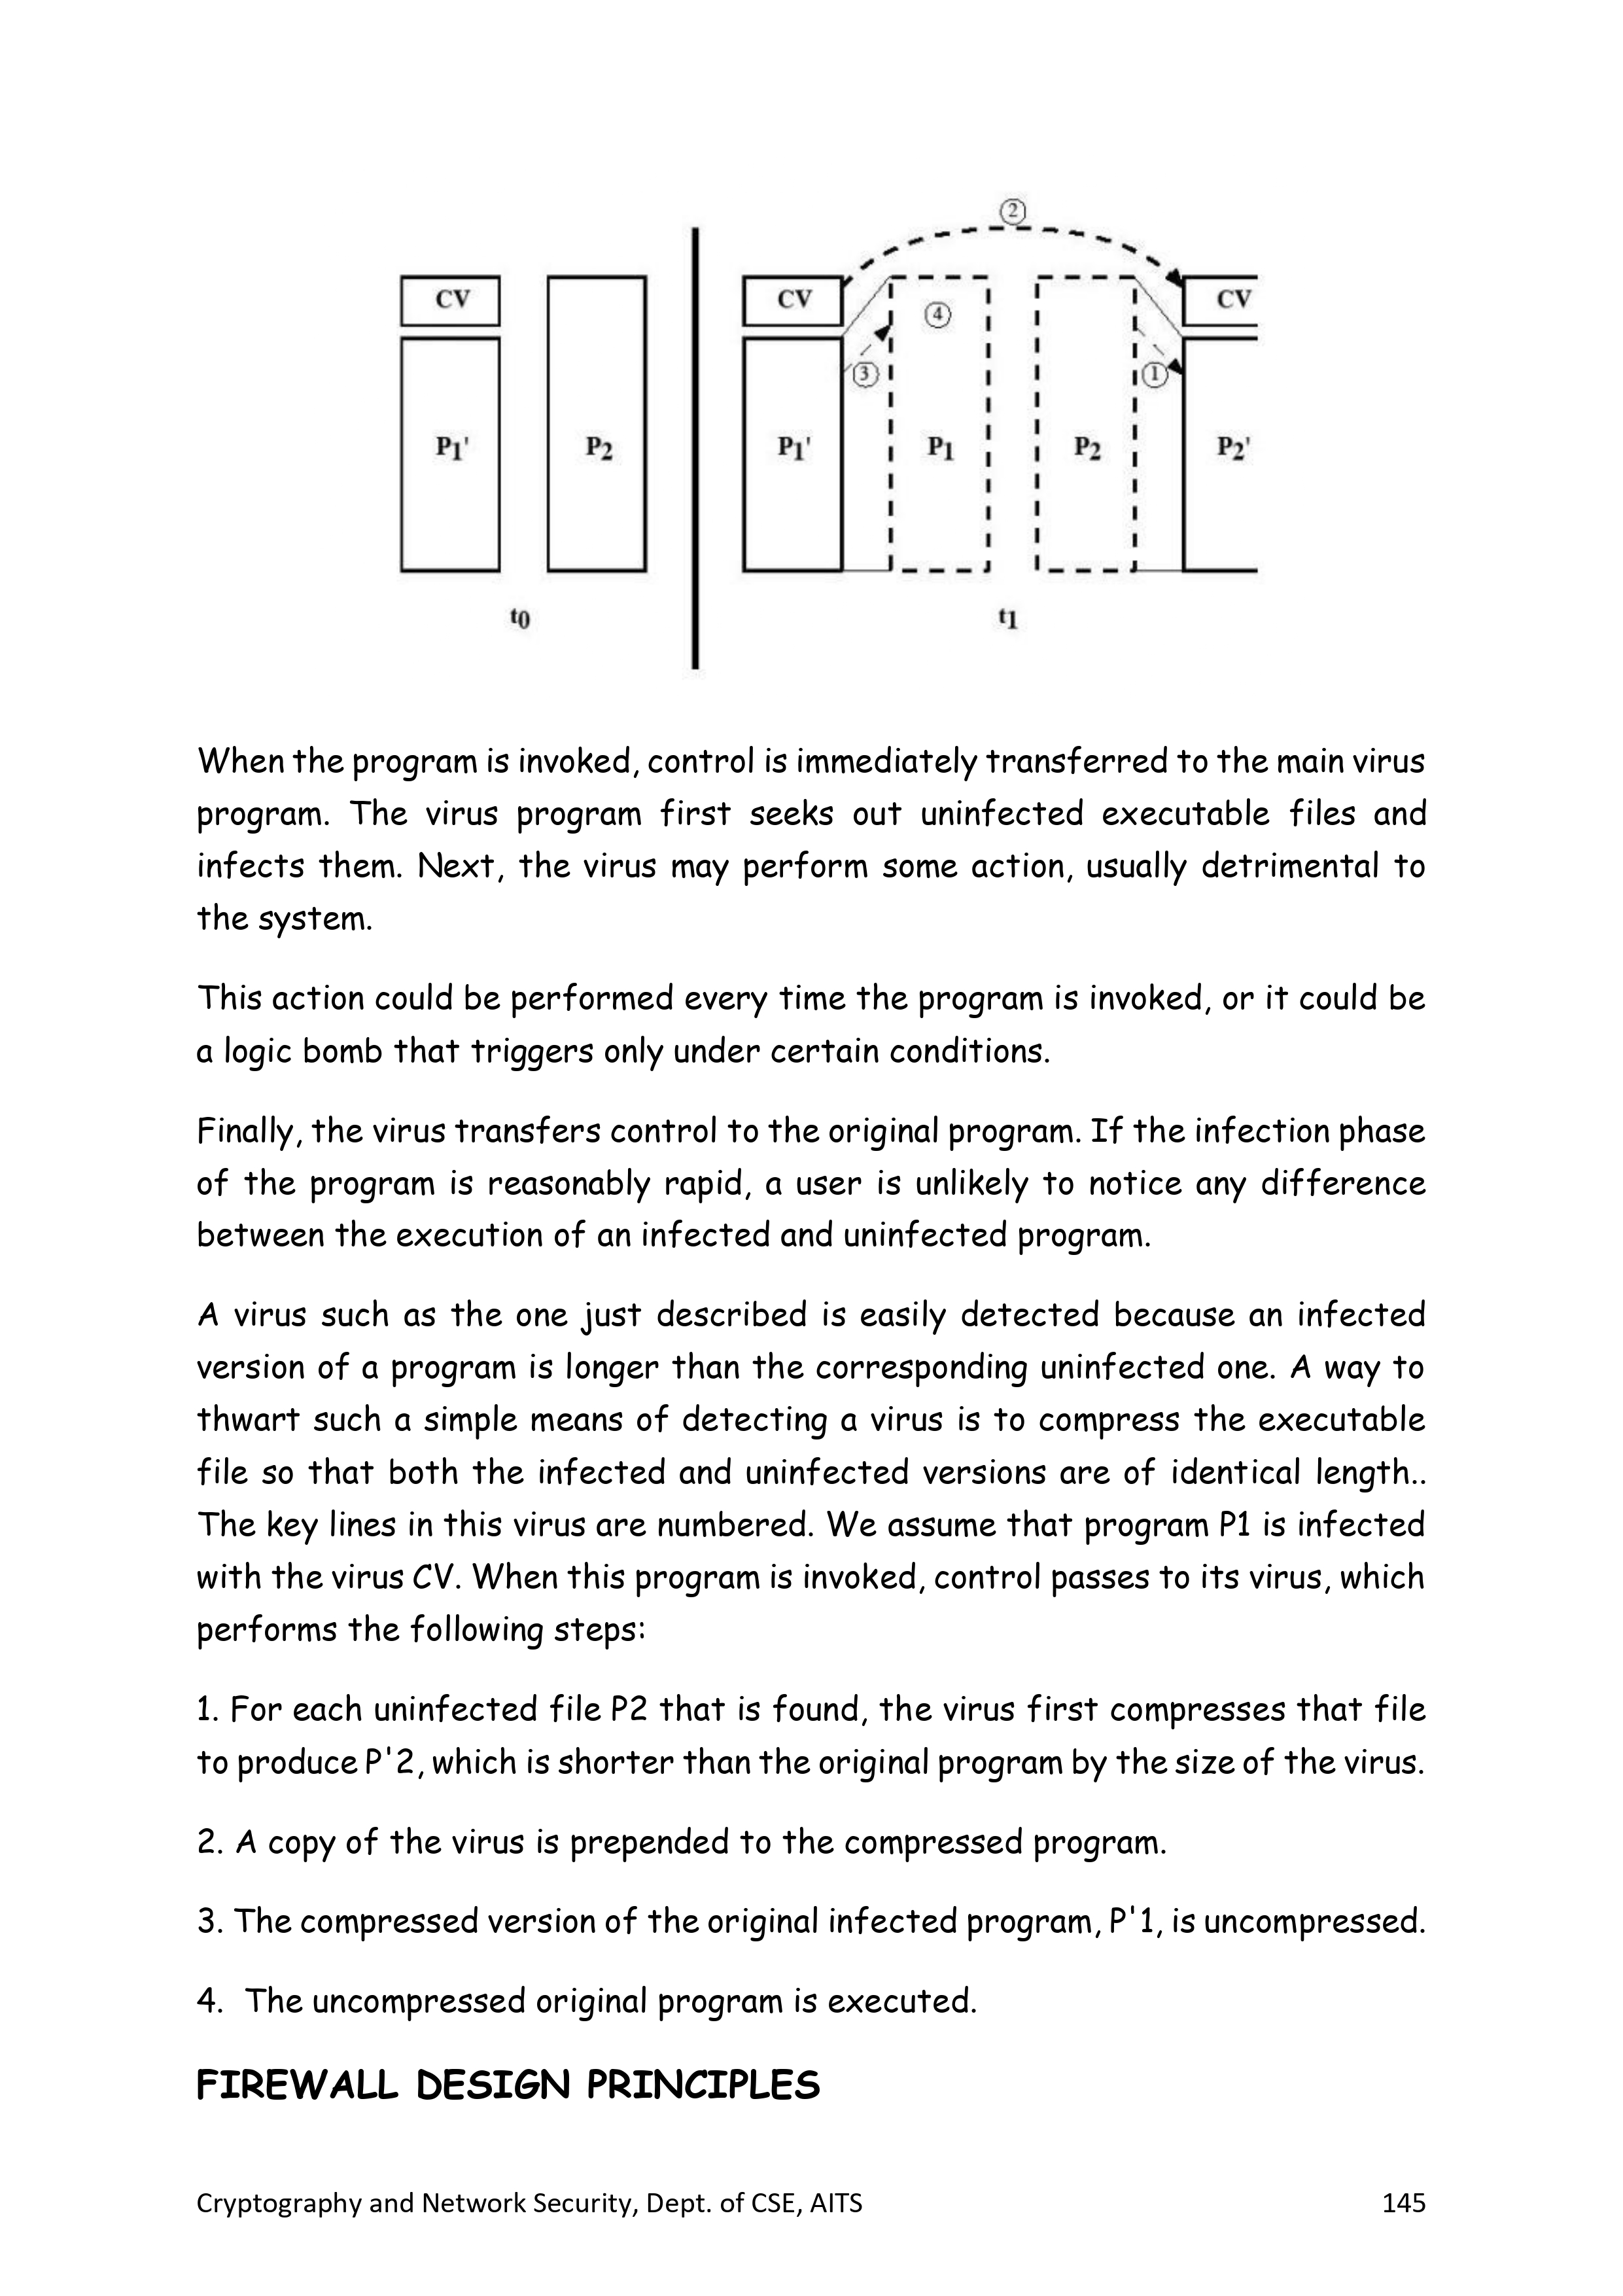 ②
CV
CV
CV
④
③
①
P1'
P2
P1'
P1
P2
P2'
t0
t1
When the program is invoked, control is immediately transferred to the main virus
program. The virus program first seeks out uninfected executable files and
infects them. Next, the virus may perform some action, usually detrimental to
the system.
This action could be performed every time the program is invoked, or it could be
a logic bomb that triggers only under certain conditions.
Finally, the virus transfers control to the original program. If the infection phase
of the program is reasonably rapid, a user is unlikely to notice any difference
between the execution of an infected and uninfected program.
A virus such as the one just described is easily detected because an infected
version of a program is longer than the corresponding uninfected one. A way to
thwart such a simple means of detecting a virus is to compress the executable
file so that both the infected and uninfected versions are of identical length..
The key lines in this virus are numbered. We assume that program P1 is infected
with the virus CV. When this program is invoked, control passes to its virus, which
performs the following steps:
1. For each uninfected file P2 that is found, the virus first compresses that file
to produce P'2, which is shorter than the original program by the size of the virus.
2. A copy of the virus is prepended to the compressed program.
3. The compressed version of the original infected program, P'1, is uncompressed.
4. The uncompressed original program is executed.
FIREWALL DESIGN PRINCIPLES
Cryptography and Network Security, Dept. of CSE, AITS 145